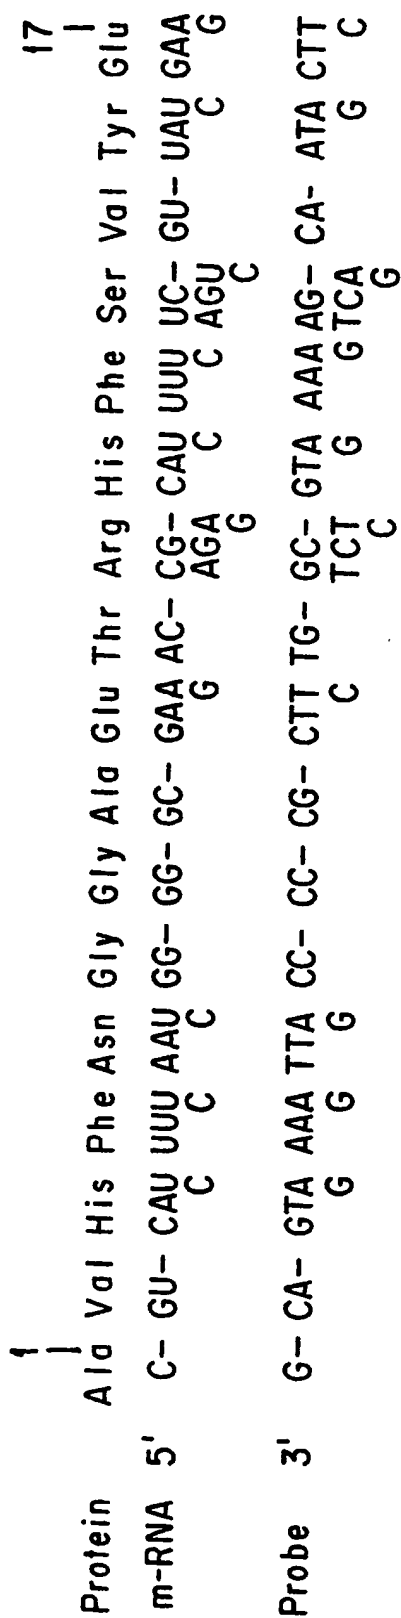 1 17
Protein Ala Val His Phe Asn Gly Gly Ala Glu Thr Arg His Phe Ser Val Tyr Glu
m-RNA 5' C– GU– CAU UUU AAU GG– GG– GC– GAA AC– CG– CAU UUU UC– GU– UAU GAA
C C C G AGA C C AGU C G
G C
Probe 3' G– CA– GTA AAA TTA CC– CC– CG– CTT TG– GC– GTA AAA AG– CA– ATA CTT
G G G C TCT G G TCA G C
C G